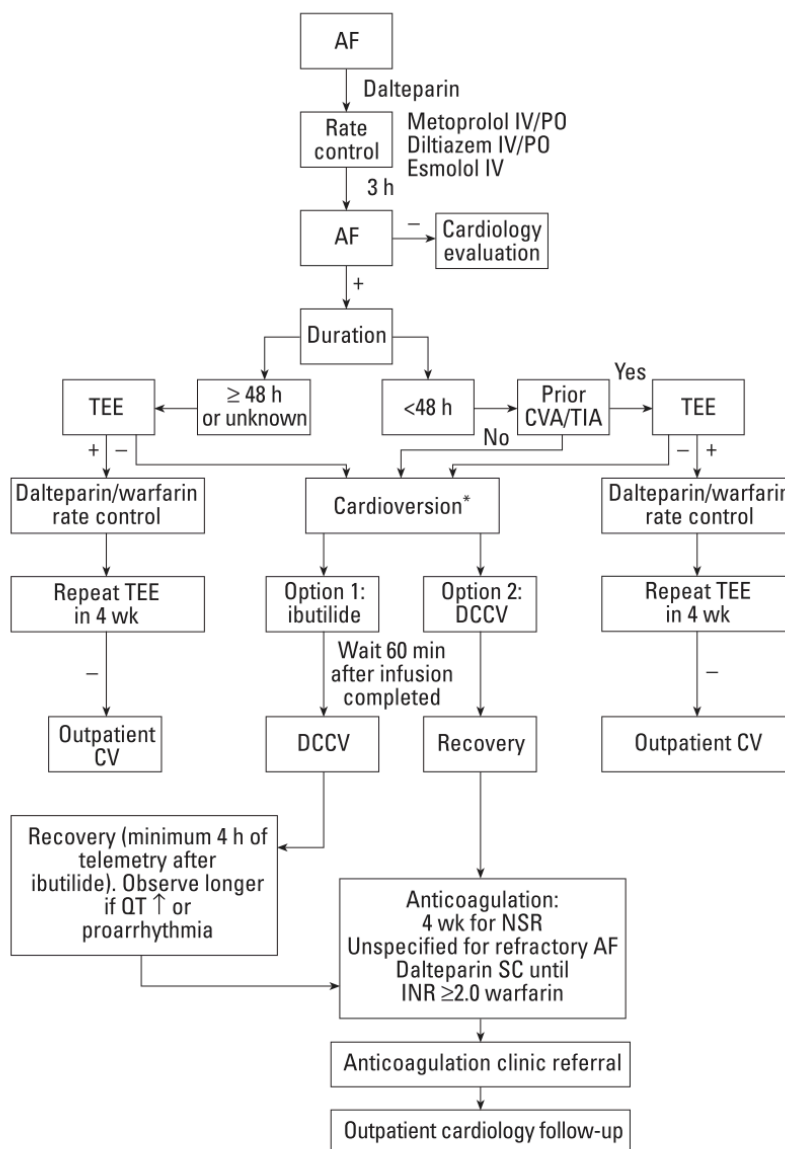 AF
Dalteparin
Rate
control
Metoprolol IV/PO
Diltiazem IV/PO
Esmolol IV
3 h
AF
–
Cardiology
evaluation
+
Duration
TEE
≥ 48 h
or unknown
<48 h
Prior
CVA/TIA
Yes
TEE
No
+
–
–
+
Dalteparin/warfarin
rate control
Cardioversion*
Dalteparin/warfarin
rate control
Repeat TEE
in 4 wk
Option 1:
ibutilide
Option 2:
DCCV
Repeat TEE
in 4 wk
Wait 60 min
after infusion
completed
–
–
Outpatient
CV
DCCV
Recovery
Outpatient CV
Recovery (minimum 4 h of
telemetry after
ibutilide). Observe longer
if QT ↑ or
proarrhythmia
Anticoagulation:
4 wk for NSR
Unspecified for refractory AF
Dalteparin SC until
INR ≥2.0 warfarin
Anticoagulation clinic referral
Outpatient cardiology follow-up